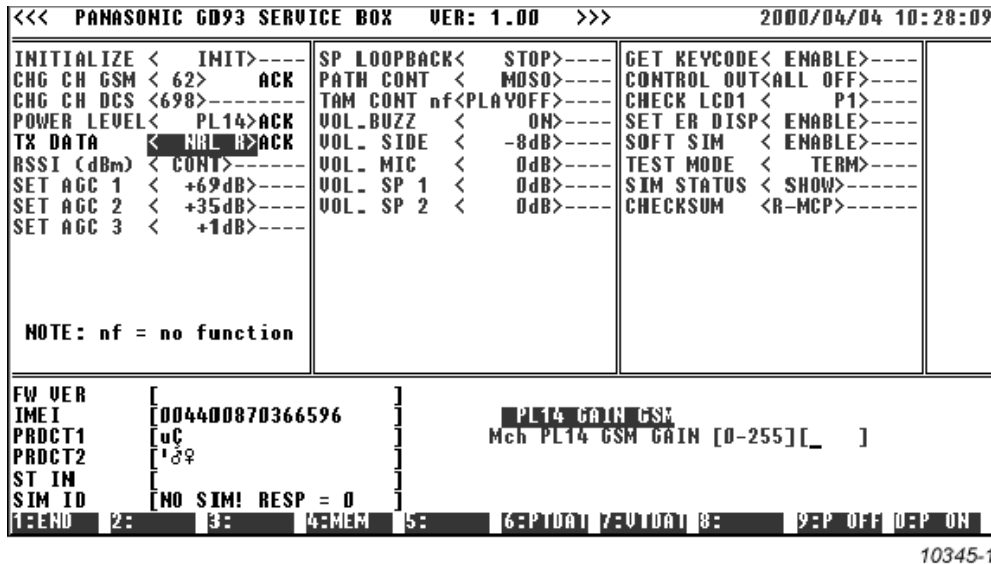 <<< PANASONIC GD93 SERVICE BOX VER: 1.00 >>> 2000/04/04 10:28:09
INITIALIZE < INIT>----
CHG CH GSM < 62> ACK
CHG CH DCS <698>---------
POWER LEVEL< PL14>ACK
TX DATA < NRL R>ACK
RSSI (dBm) < CONT>------
SET AGC 1 < +69dB>----
SET AGC 2 < +35dB>----
SET AGC 3 < +1dB>----
NOTE: nf = no function
SP LOOPBACK< STOP>----
PATH CONT < MOSO>----
TAM CONT nf<PLAYOFF>----
VOL_BUZZ < ON>----
VOL_ SIDE < -8dB>----
VOL_ MIC < 0dB>----
VOL_ SP 1 < 0dB>----
VOL_ SP 2 < 0dB>----
GET KEYCODE< ENABLE>----
CONTROL OUT<ALL OFF>----
CHECK LCD1 < P1>----
SET ER DISP< ENABLE>----
SOFT SIM < ENABLE>----
TEST MODE < TERM>----
SIM STATUS < SHOW>------
CHECKSUM <R-MCP>------
FW VER [ ]
IMEI [004400870366596 ]
PRDCT1 [uÇ ]
PRDCT2 ['♂♀ ]
ST IN [ ]
SIM ID [NO SIM! RESP = 0 ]
PL14 GAIN GSM
Mch PL14 GSM GAIN [0-255][_ ]
1:END 2: 3: 4:MEM 5: 6:PTDAT 7:VTDAT 8: 9:P OFF 0:P ON
10345-1